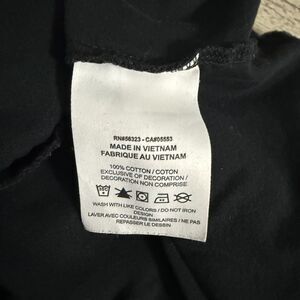 RN#56323 - CA#05553
MADE IN VIETNAM
FABRIQUE AU VIETNAM
100% COTTON / COTON
EXCLUSIVE OF DECORATION /
DECORATION NON COMPRISE
WASH WITH LIKE COLORS / DO NOT IRON
DESIGN
LAVER AVEC COULEURS SIMILAIRES / NE PAS
REPASSER LE DESSIN